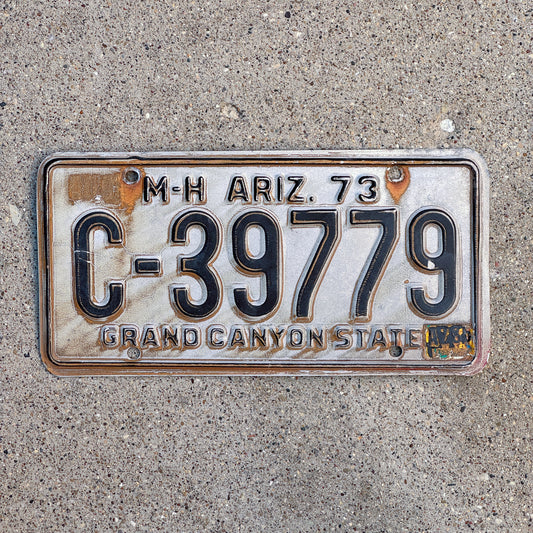 M-H ARIZ. 73
C-39779
GRAND CANYON STATE